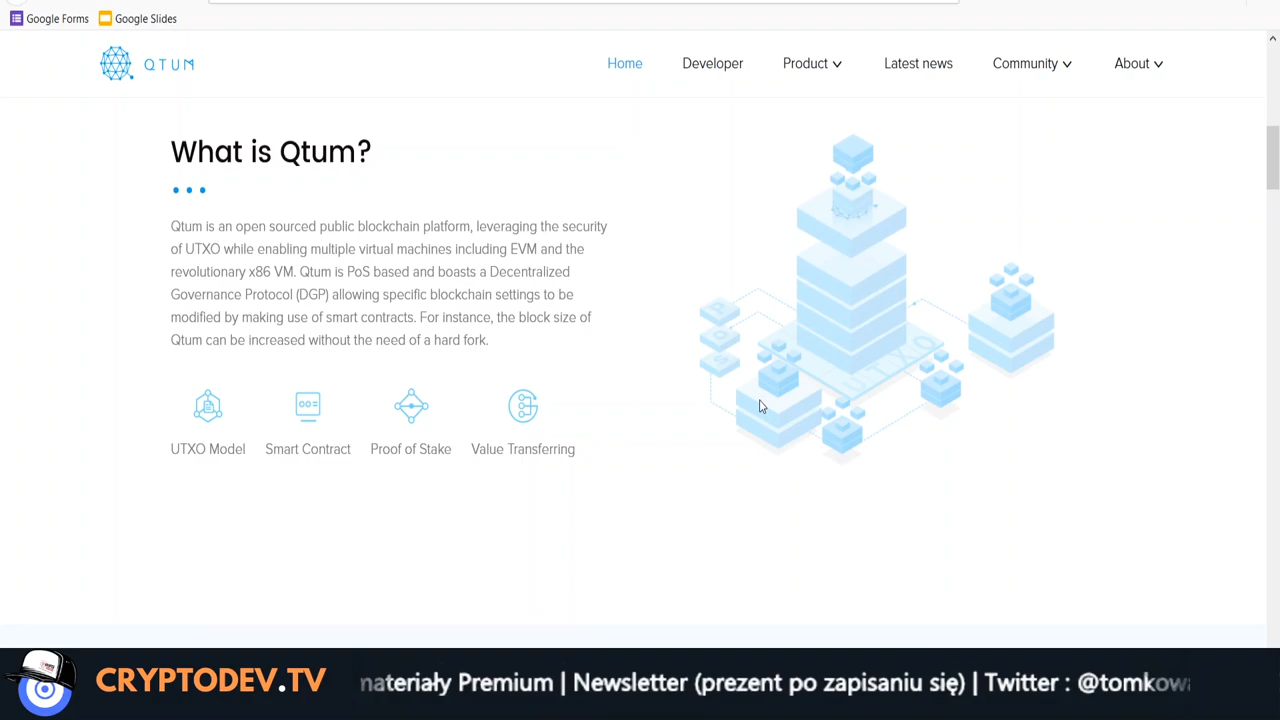 Google Forms Google Slides
QTUM Home Developer Product Latest news Community About
What is Qtum?
Qtum is an open sourced public blockchain platform, leveraging the security
of UTXO while enabling multiple virtual machines including EVM and the
revolutionary x86 VM. Qtum is PoS based and boasts a Decentralized
Governance Protocol (DGP) allowing specific blockchain settings to be
modified by making use of smart contracts. For instance, the block size of
Qtum can be increased without the need of a hard fork.
UTXO Model Smart Contract Proof of Stake Value Transferring
UTXO
CRYPTODEV.TV materiały Premium | Newsletter (prezent po zapisaniu się) | Twitter : @tomkowa